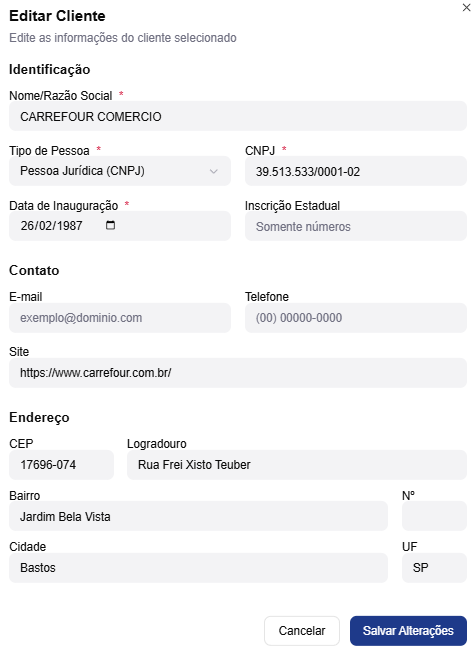 Editar Cliente
Edite as informações do cliente selecionado
Identificação
Nome/Razão Social *
CARREFOUR COMERCIO
Tipo de Pessoa * CNPJ *
Pessoa Jurídica (CNPJ) 39.513.533/0001-02
Data de Inauguração * Inscrição Estadual
26/02/1987 Somente números
Contato
E-mail Telefone
exemplo@dominio.com (00) 00000-0000
Site
https://www.carrefour.com.br/
Endereço
CEP Logradouro
17696-074 Rua Frei Xisto Teuber
Bairro Nº
Jardim Bela Vista
Cidade UF
Bastos SP
Cancelar Salvar Alterações